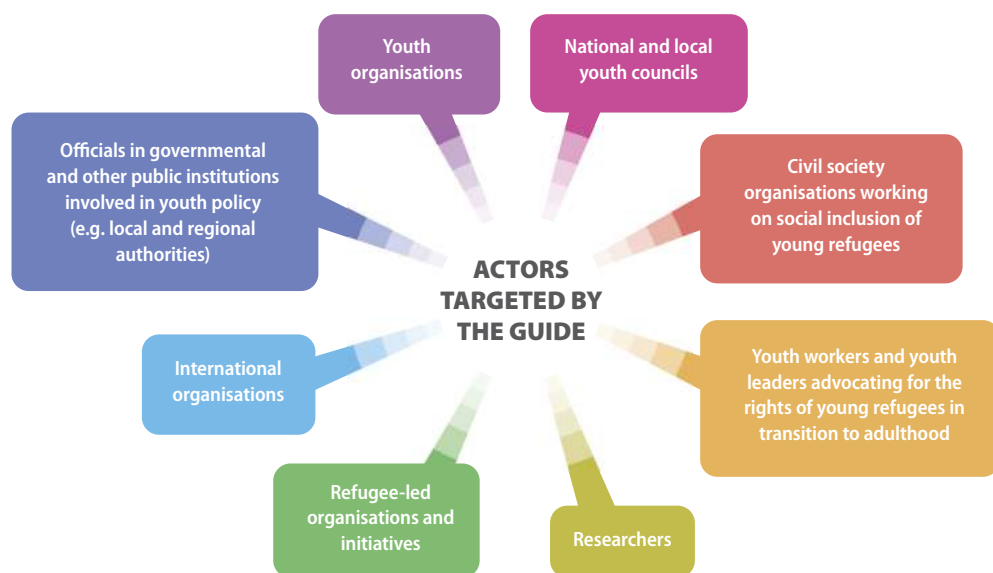 Youth
organisations
National and local
youth councils
Officials in governmental
and other public institutions
involved in youth policy
(e.g. local and regional
authorities)
Civil society
organisations working
on social inclusion of
young refugees
ACTORS
TARGETED BY
THE GUIDE
International
organisations
Youth workers and youth
leaders advocating for the
rights of young refugees in
transition to adulthood
Refugee-led
organisations and
initiatives
Researchers